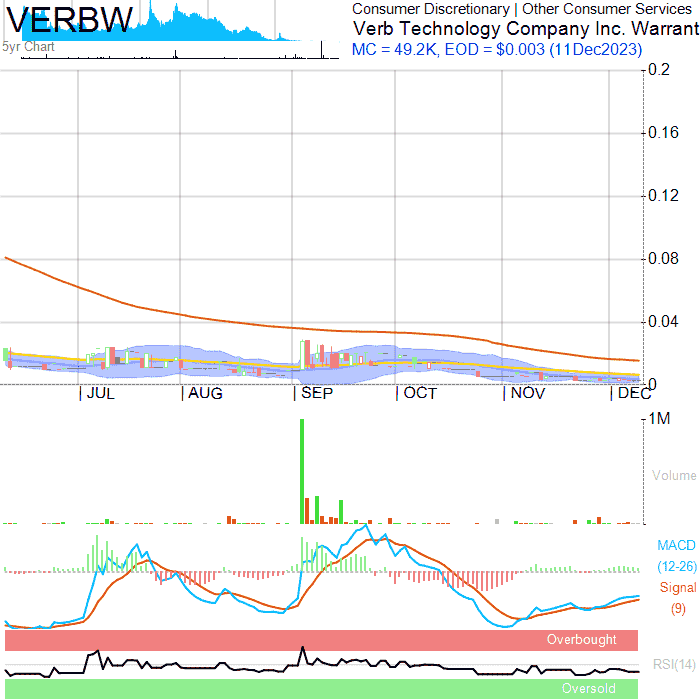 VERBW
5yr Chart
Consumer Discretionary | Other Consumer Services
Verb Technology Company Inc. Warrant
MC = 49.2K, EOD = $0.003 (11Dec2023)
0.2
0.16
0.12
0.08
0.04
0
JUL AUG SEP OCT NOV DEC
1M
Volume
MACD
(12-26)
Signal
(9)
Overbought
RSI(14)
Oversold